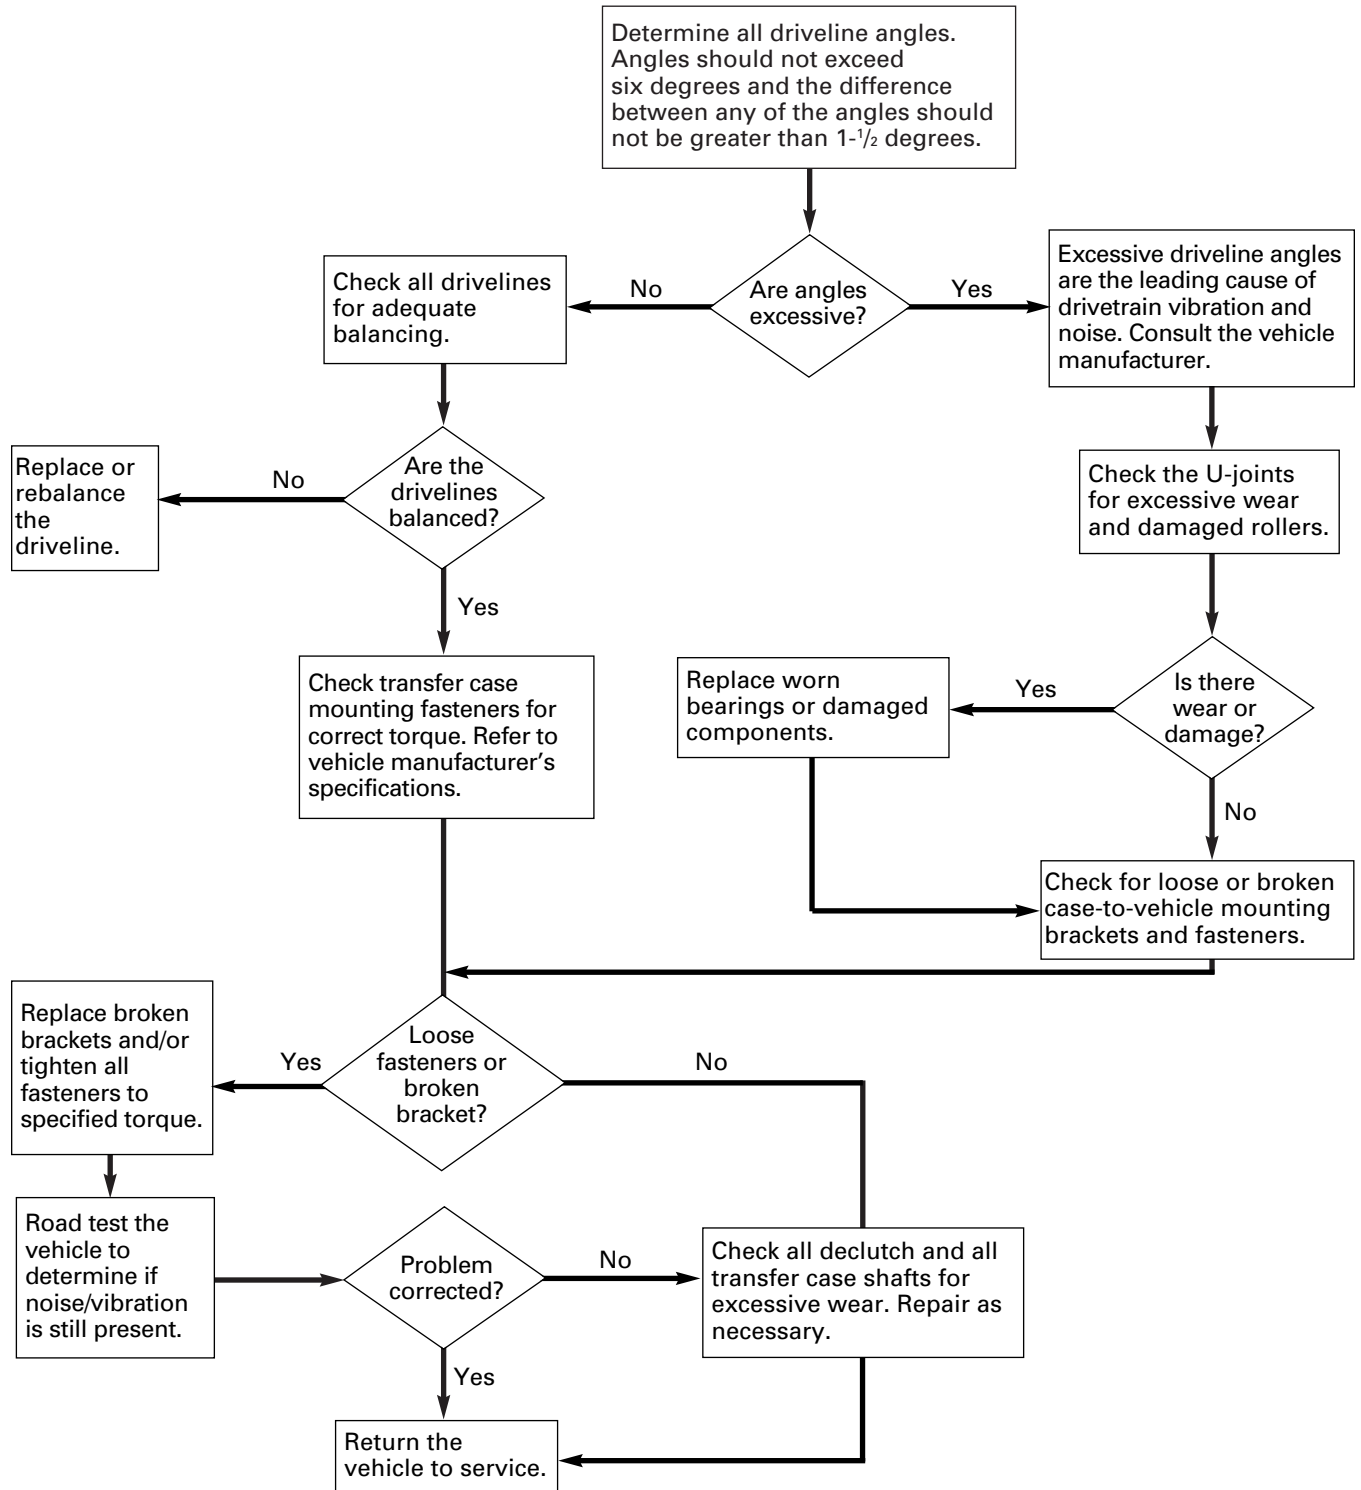 Determine all driveline angles.
Angles should not exceed
six degrees and the difference
between any of the angles should
not be greater than 1-1/2 degrees.
Are angles
excessive?
No
Yes
Check all drivelines
for adequate
balancing.
Excessive driveline angles
are the leading cause of
drivetrain vibration and
noise. Consult the vehicle
manufacturer.
Are the
drivelines
balanced?
No
Replace or
rebalance
the
driveline.
Yes
Check the U-joints
for excessive wear
and damaged rollers.
Check transfer case
mounting fasteners for
correct torque. Refer to
vehicle manufacturer’s
specifications.
Is there
wear or
damage?
Yes
Replace worn
bearings or damaged
components.
No
Check for loose or broken
case-to-vehicle mounting
brackets and fasteners.
Loose
fasteners or
broken
bracket?
Yes
No
Replace broken
brackets and/or
tighten all
fasteners to
specified torque.
Road test the
vehicle to
determine if
noise/vibration
is still present.
Problem
corrected?
No
Check all declutch and all
transfer case shafts for
excessive wear. Repair as
necessary.
Yes
Return the
vehicle to service.